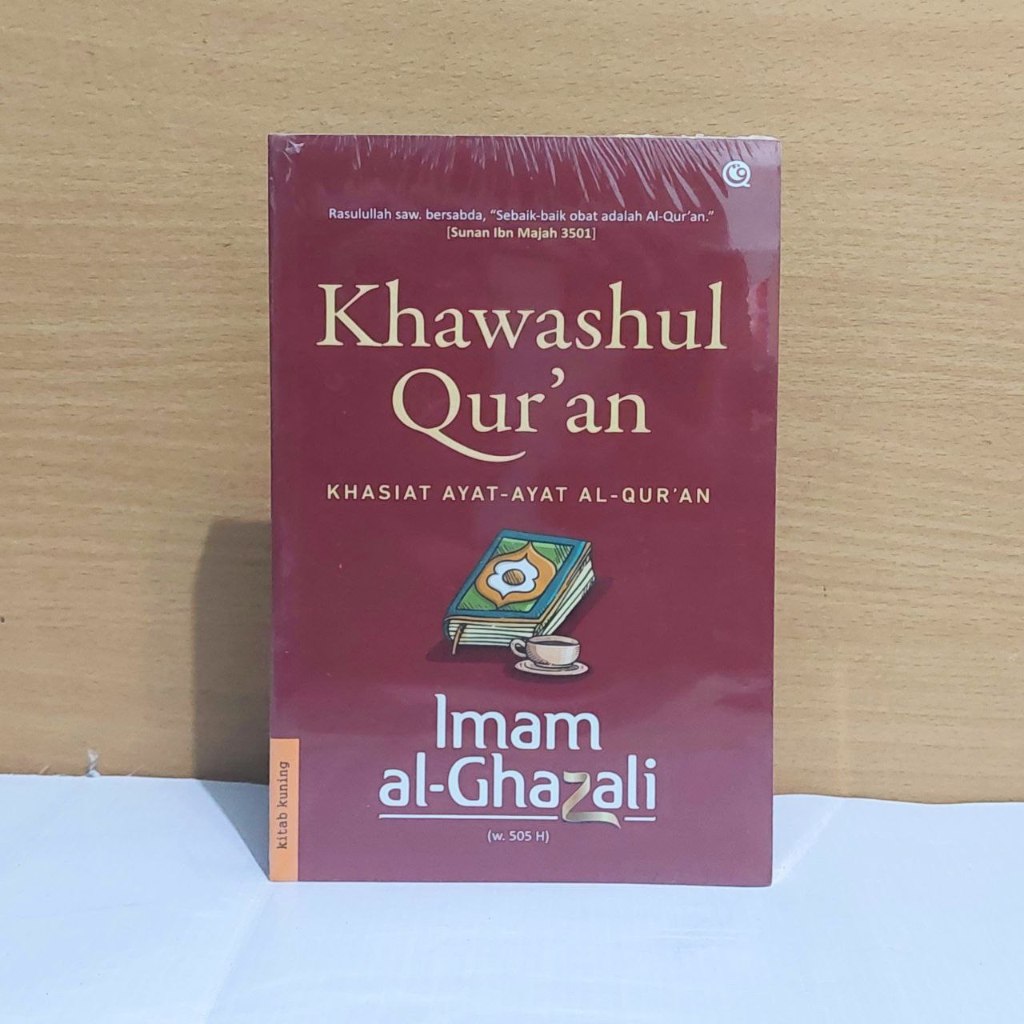 Rasulullah saw. bersabda, "Sebaik-baik obat adalah Al-Qur'an."
[Sunan Ibn Majah 3501]
Khawashul
Qur'an
KHASIAT AYAT-AYAT AL-QUR'AN
Imam
al-Ghazali
(w. 505 H)
kitab kuning